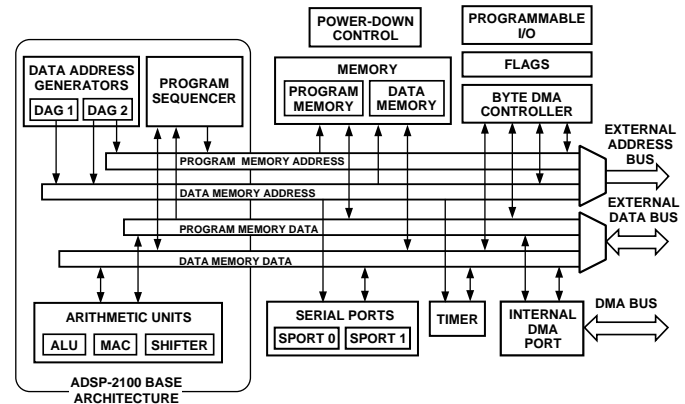 POWER-DOWN
CONTROL
PROGRAMMABLE
I/O
FLAGS
DATA ADDRESS
GENERATORS
DAG 1
DAG 2
PROGRAM
SEQUENCER
MEMORY
PROGRAM
MEMORY
DATA
MEMORY
BYTE DMA
CONTROLLER
EXTERNAL
ADDRESS
BUS
PROGRAM MEMORY ADDRESS
DATA MEMORY ADDRESS
EXTERNAL
DATA BUS
PROGRAM MEMORY DATA
DATA MEMORY DATA
ARITHMETIC UNITS
ALU
MAC
SHIFTER
SERIAL PORTS
SPORT 0
SPORT 1
TIMER
INTERNAL
DMA
PORT
DMA BUS
ADSP-2100 BASE
ARCHITECTURE